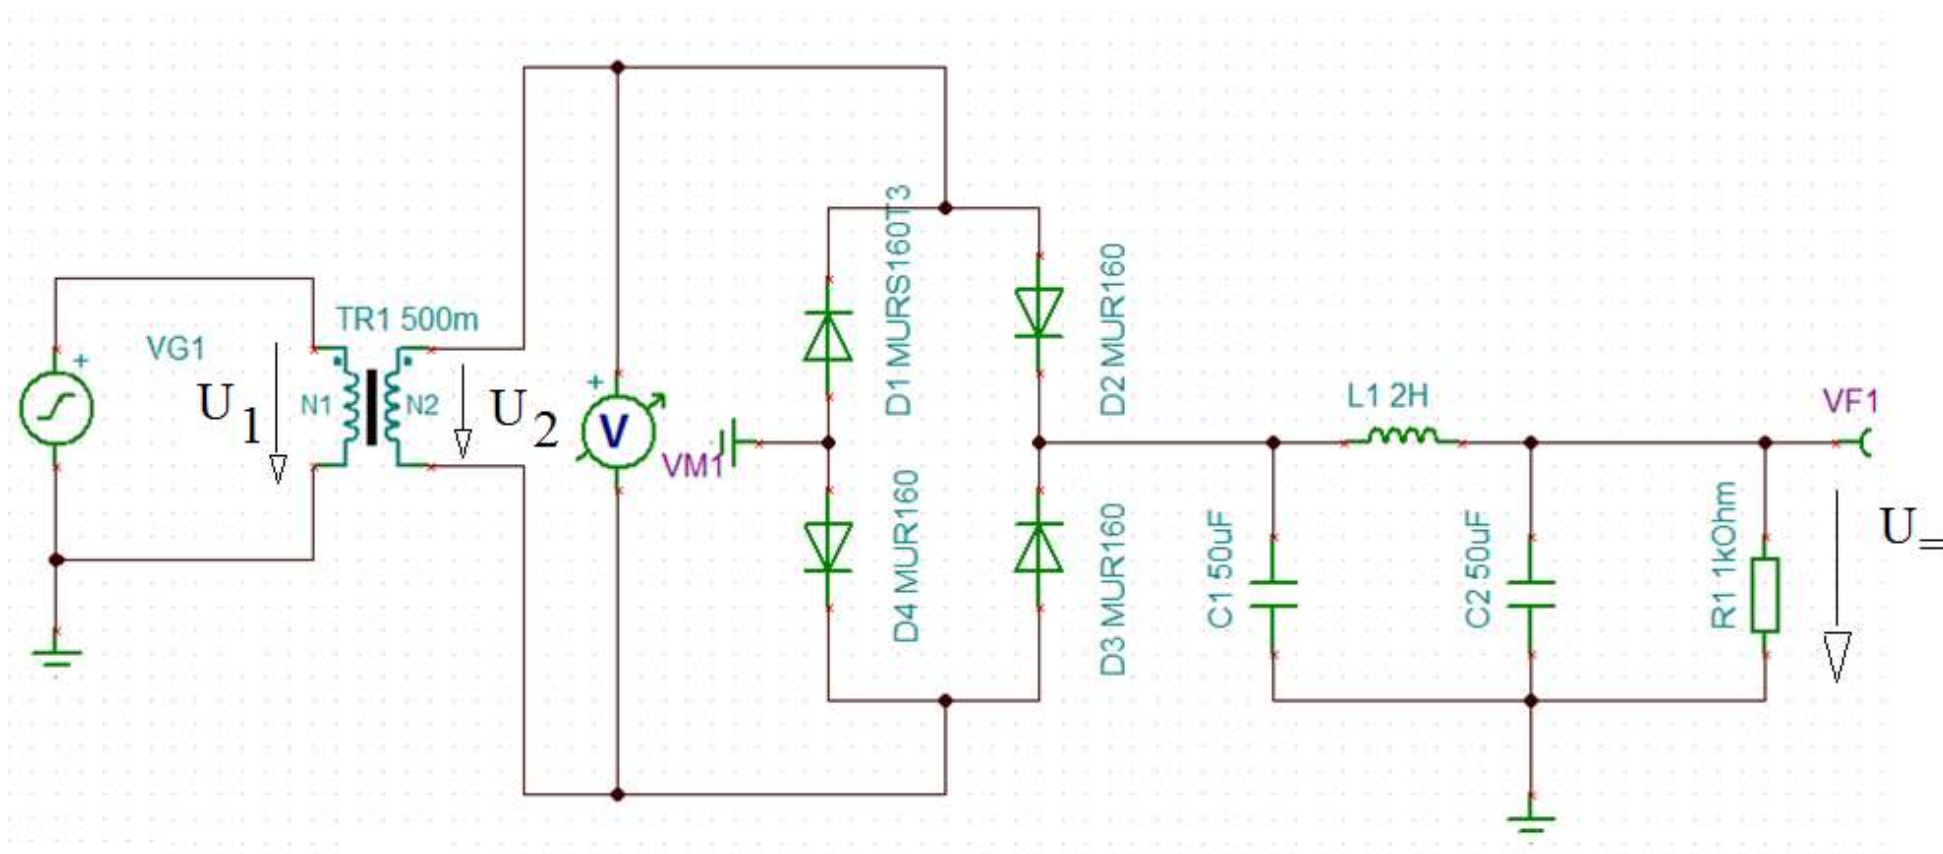 VG1
+
U1
TR1 500m
N1
N2
U2
+
V
VM1
D1 MURS160T3
D2 MUR160
D4 MUR160
D3 MUR160
L1 2H
C1 50uF
C2 50uF
R1 1kOhm
VF1
U=